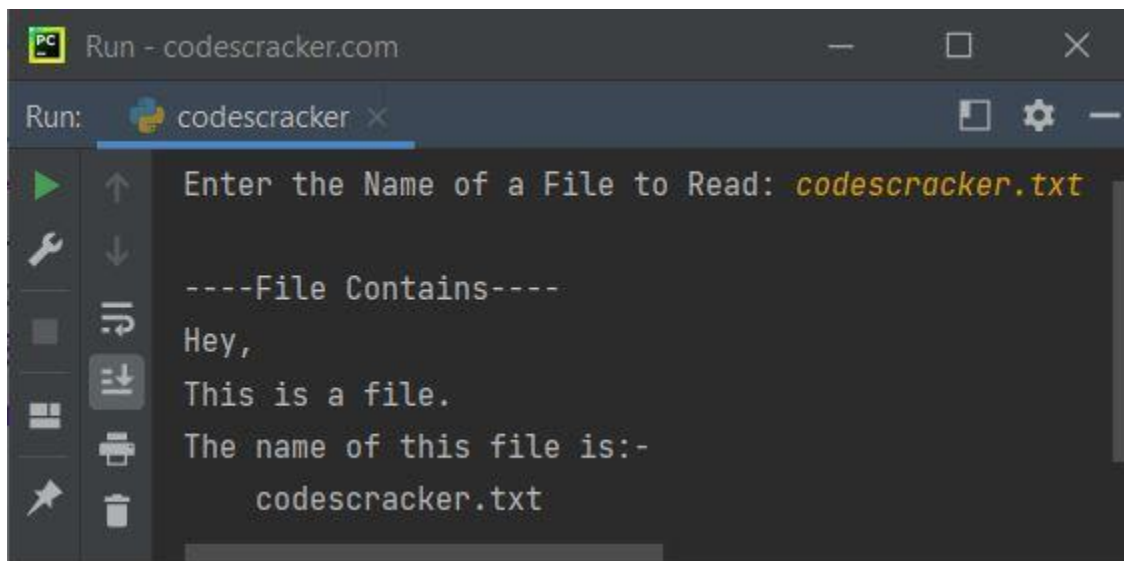 PC
Run - codescracker.com
Run: codescracker
Enter the Name of a File to Read: codescracker.txt
----File Contains----
Hey,
This is a file.
The name of this file is:-
    codescracker.txt